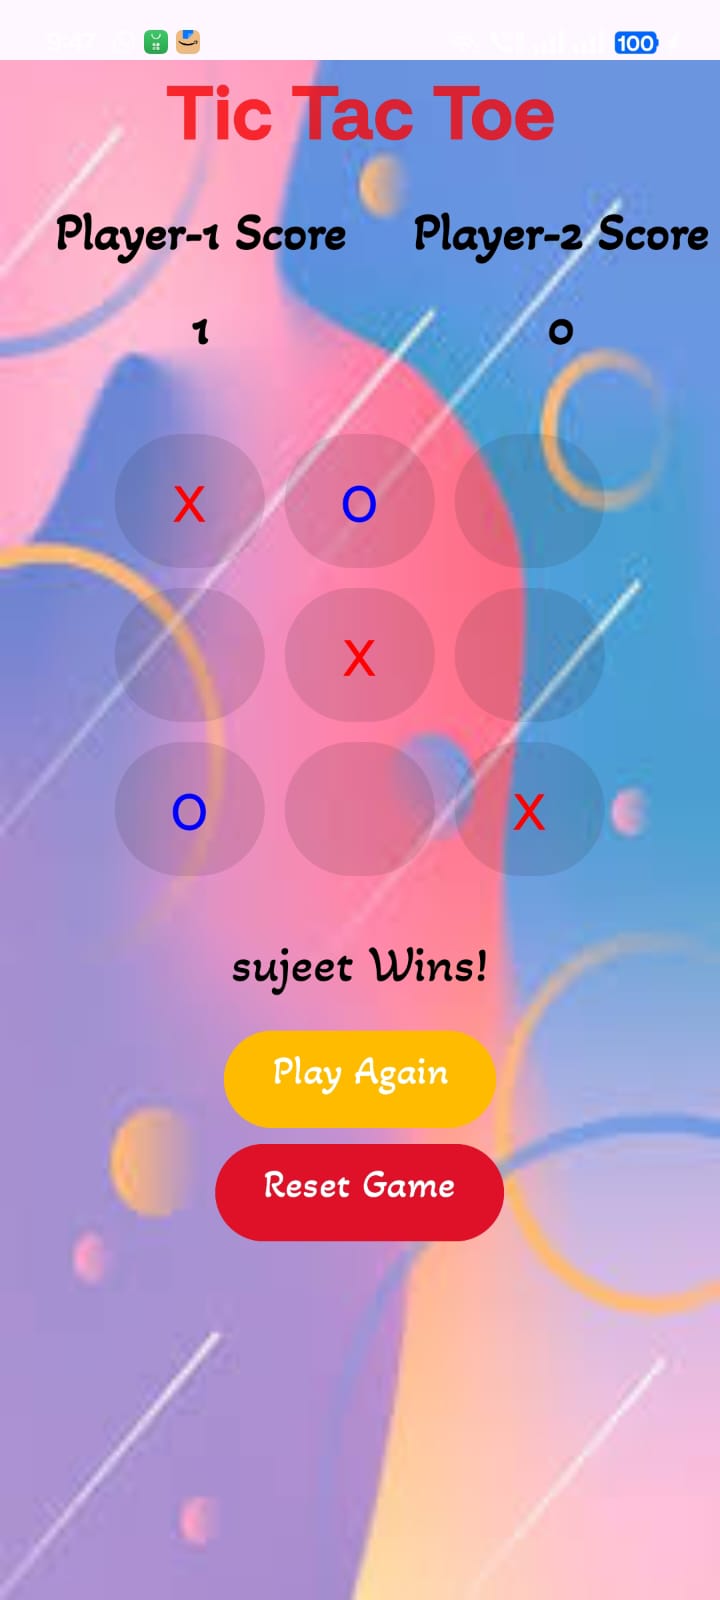 100
Tic Tac Toe
Player-1 Score Player-2 Score
1 0
X O
X
O X
sujeet Wins!
Play Again
Reset Game